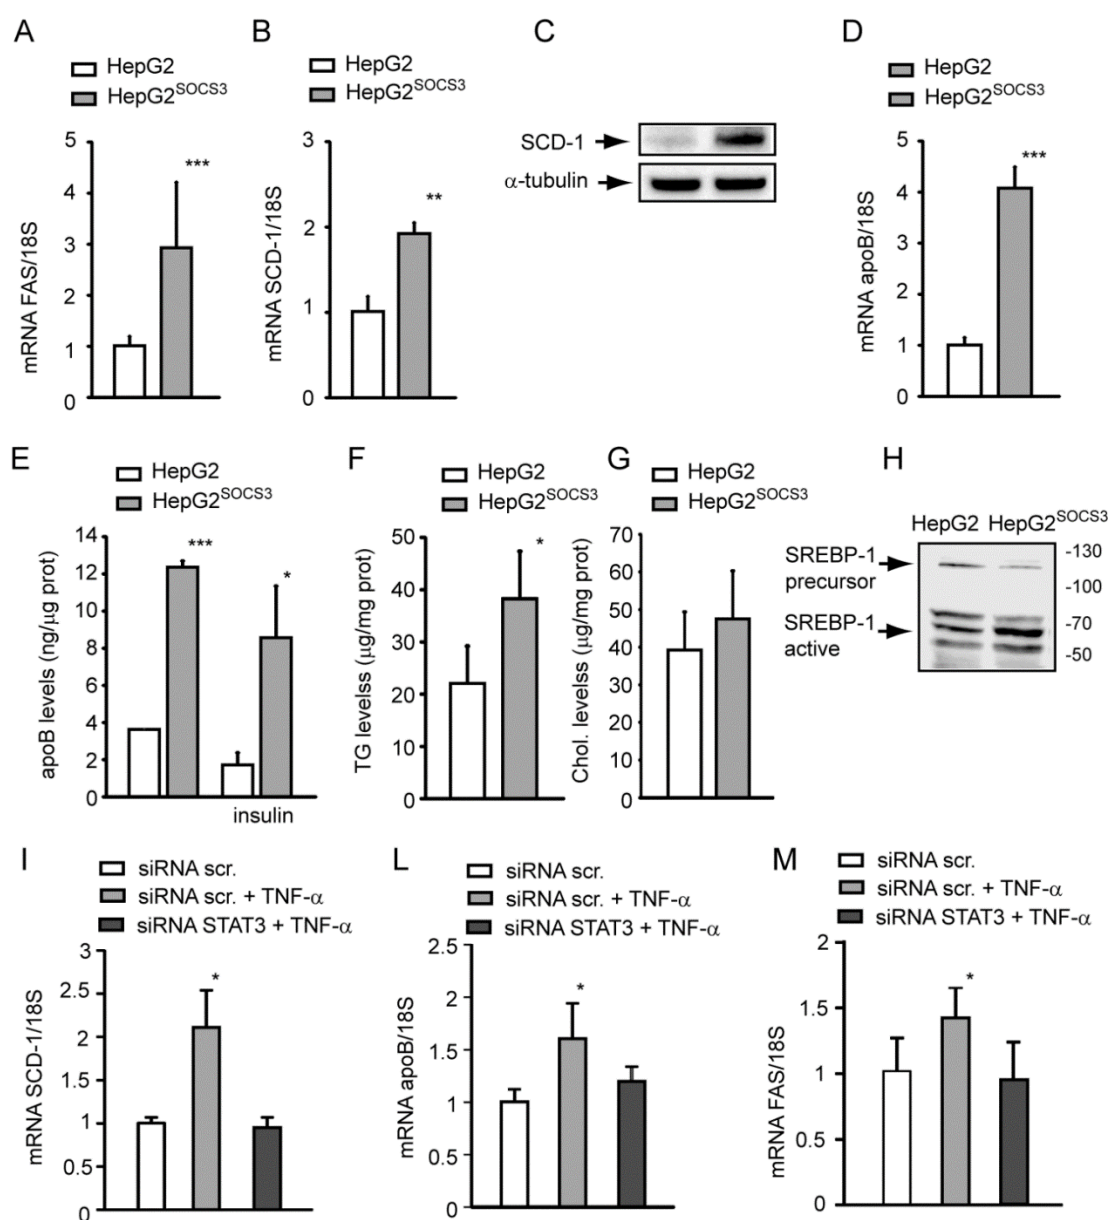 A
HepG2
HepG2SOCS3
mRNA FAS/18S
5
4
3
2
1
0
***
B
HepG2
HepG2SOCS3
mRNA SCD-1/18S
3
2
1
0
**
C
SCD-1
α-tubulin
D
HepG2
HepG2SOCS3
mRNA apoB/18S
5
4
3
2
1
0
***
E
HepG2
HepG2SOCS3
apoB levels (ng/μg prot)
14
12
10
8
6
4
2
0
***
*
insulin
F
HepG2
HepG2SOCS3
TG levelss (μg/mg prot)
50
40
30
20
10
0
*
G
HepG2
HepG2SOCS3
Chol. levelss (μg/mg prot)
70
60
50
40
30
20
10
0
H
HepG2 HepG2SOCS3
SREBP-1
precursor
SREBP-1
active
-130
-100
-70
-50
I
siRNA scr.
siRNA scr. + TNF-α
siRNA STAT3 + TNF-α
mRNA SCD-1/18S
3
2.5
2
1.5
1
0.5
0
*
L
siRNA scr.
siRNA scr. + TNF-α
siRNA STAT3 + TNF-α
mRNA apoB/18S
2.5
2
1.5
1
0.5
0
*
M
siRNA scr.
siRNA scr. + TNF-α
siRNA STAT3 + TNF-α
mRNA FAS/18S
2
1.5
1
0.5
0
*